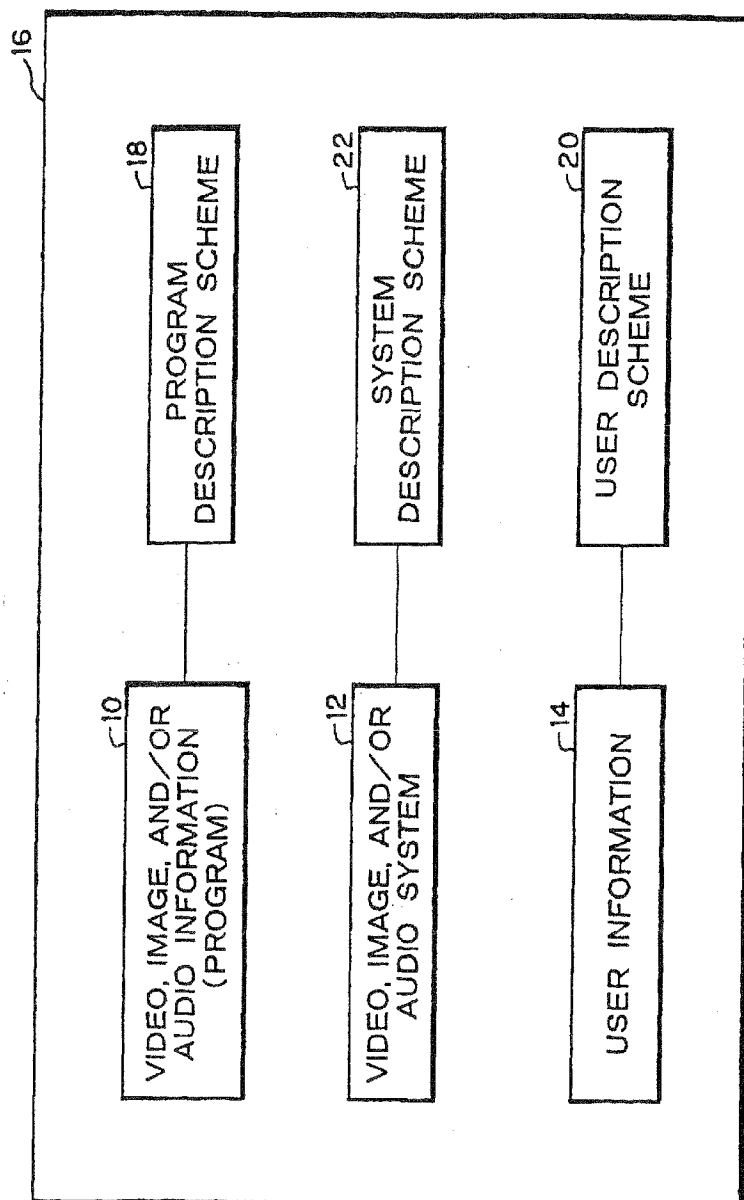 16
10
VIDEO, IMAGE, AND/OR
AUDIO INFORMATION
(PROGRAM)
18
PROGRAM
DESCRIPTION SCHEME
12
VIDEO, IMAGE, AND/OR
AUDIO SYSTEM
22
SYSTEM
DESCRIPTION SCHEME
14
USER INFORMATION
20
USER DESCRIPTION
SCHEME